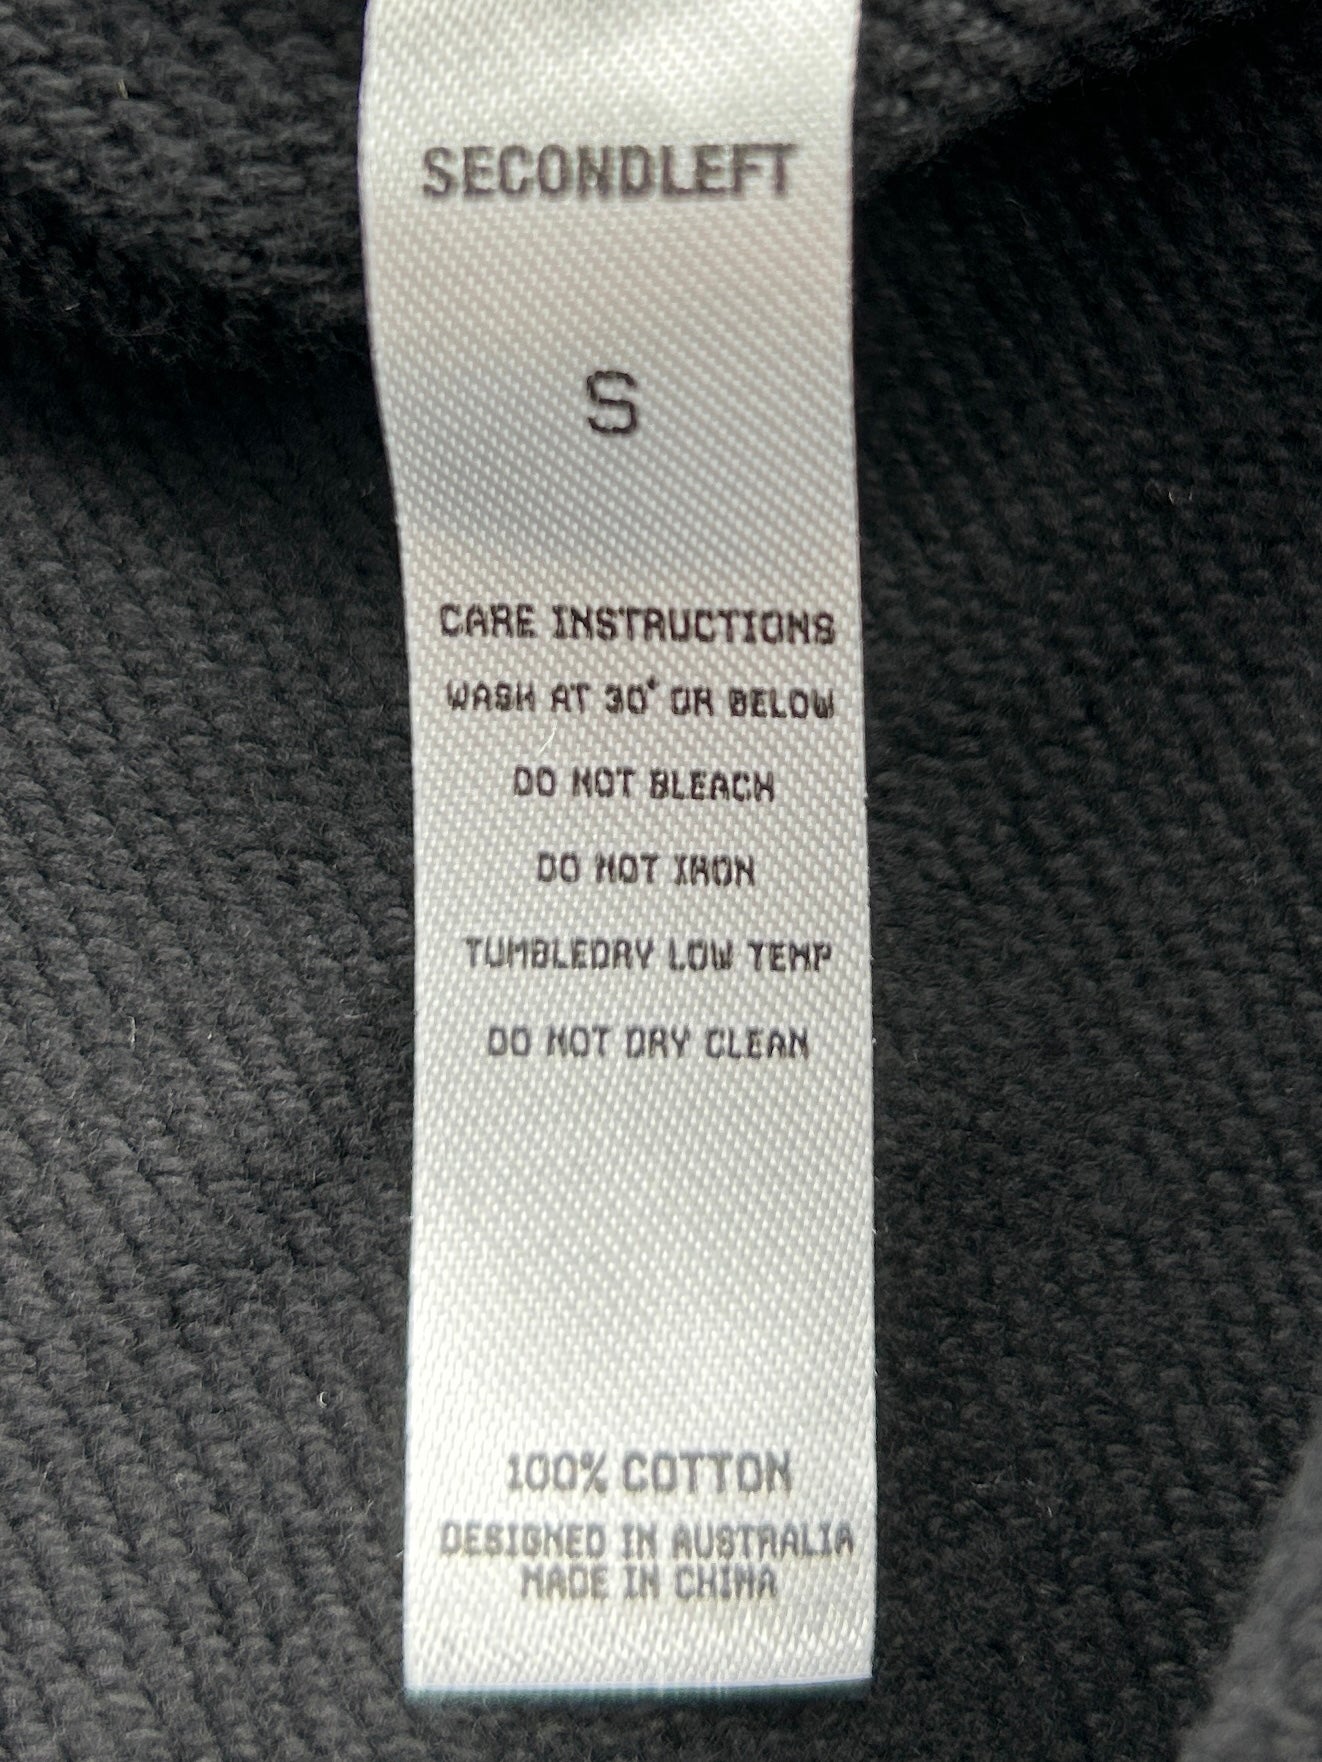 SECONDLEFT
S
CARE INSTRUCTIONS
WASH AT 30° OR BELOW
DO NOT BLEACH
DO NOT IRON
TUMBLEDRY LOW TEMP
DO NOT DRY CLEAN
100% COTTON
DESIGNED IN AUSTRALIA
MADE IN CHINA